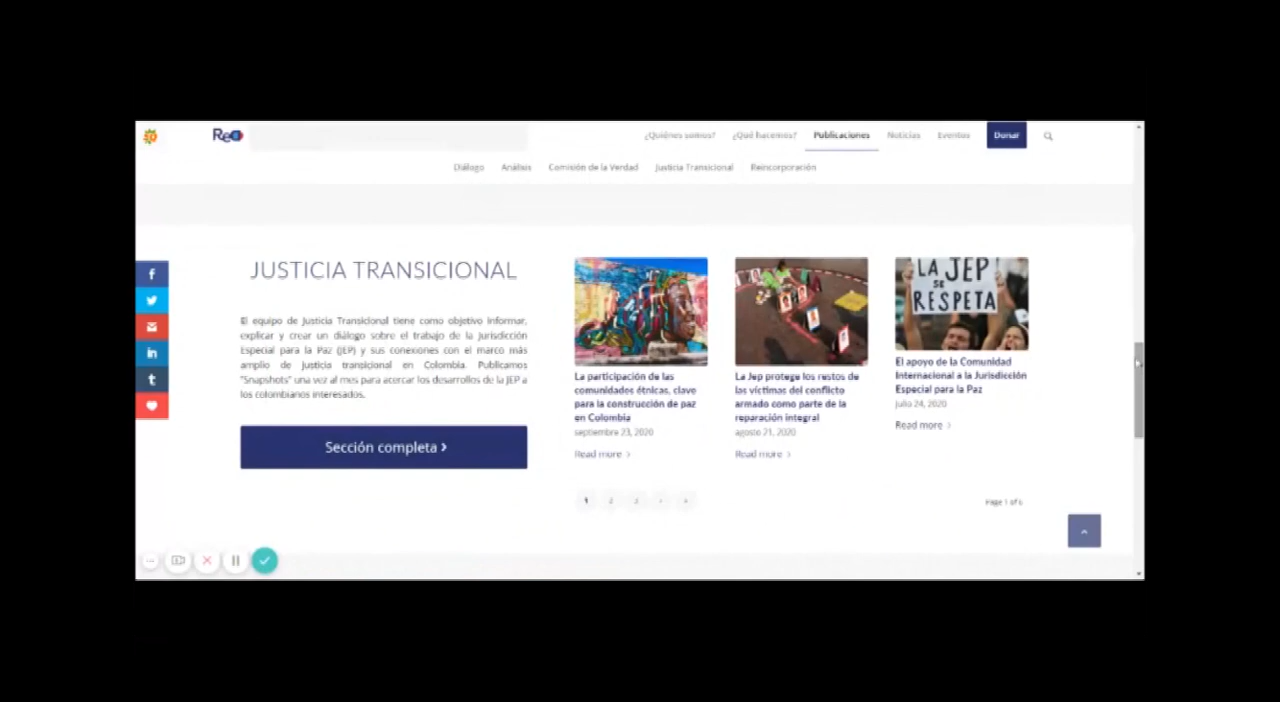 ¿Quiénes somos?
¿Qué hacemos?
Publicaciones
Noticias
Eventos
Donar
Diálogo
Análisis
Comisión de la Verdad
Justicia Transicional
Reincorporación
JUSTICIA TRANSICIONAL
El equipo de Justicia Transicional tiene como objetivo informar,
explicar y crear un diálogo sobre el trabajo de la Jurisdicción
Especial para la Paz (JEP) y sus conexiones con el marco más
amplio de justicia transicional en Colombia. Publicamos
"Snapshots" una vez al mes para acercar los desarrollos de la JEP a
los colombianos interesados.
Sección completa
La participación de las
comunidades étnicas, clave
para la construcción de paz
en Colombia
septiembre 23, 2020
Read more
La Jep protege los restos de
las víctimas del conflicto
armado como parte de la
reparación integral
agosto 21, 2020
Read more
LA JEP
SE
RESPETA
El apoyo de la Comunidad
Internacional a la Jurisdicción
Especial para la Paz
julio 24, 2020
Read more
1 2 3
Page 1 of 6